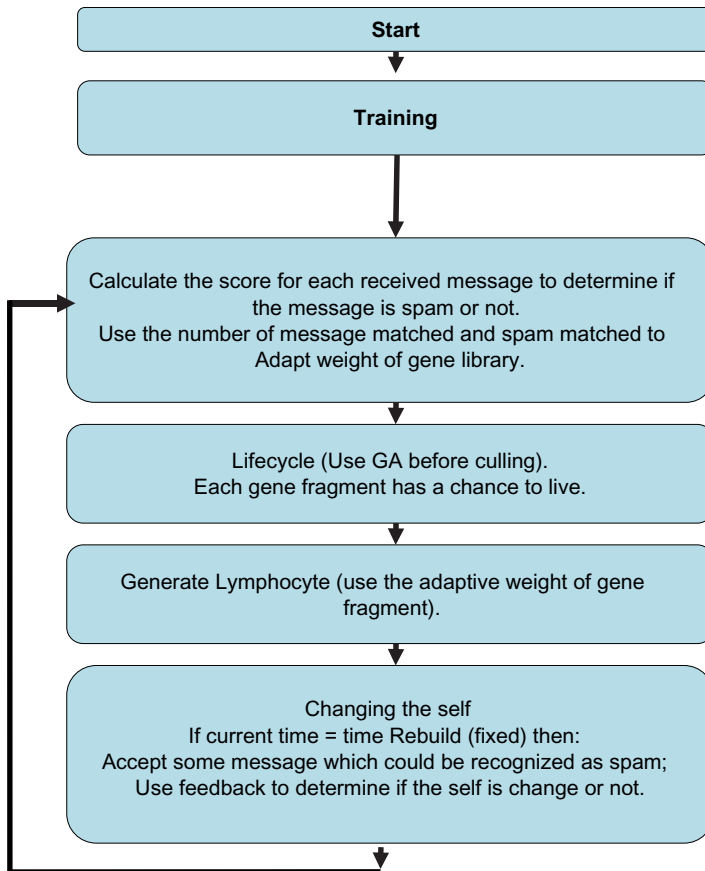 Start
Training
Calculate the score for each received message to determine if
the message is spam or not.
Use the number of message matched and spam matched to
Adapt weight of gene library.
Lifecycle (Use GA before culling).
Each gene fragment has a chance to live.
Generate Lymphocyte (use the adaptive weight of gene
fragment).
Changing the self
If current time = time Rebuild (fixed) then:
Accept some message which could be recognized as spam;
Use feedback to determine if the self is change or not.